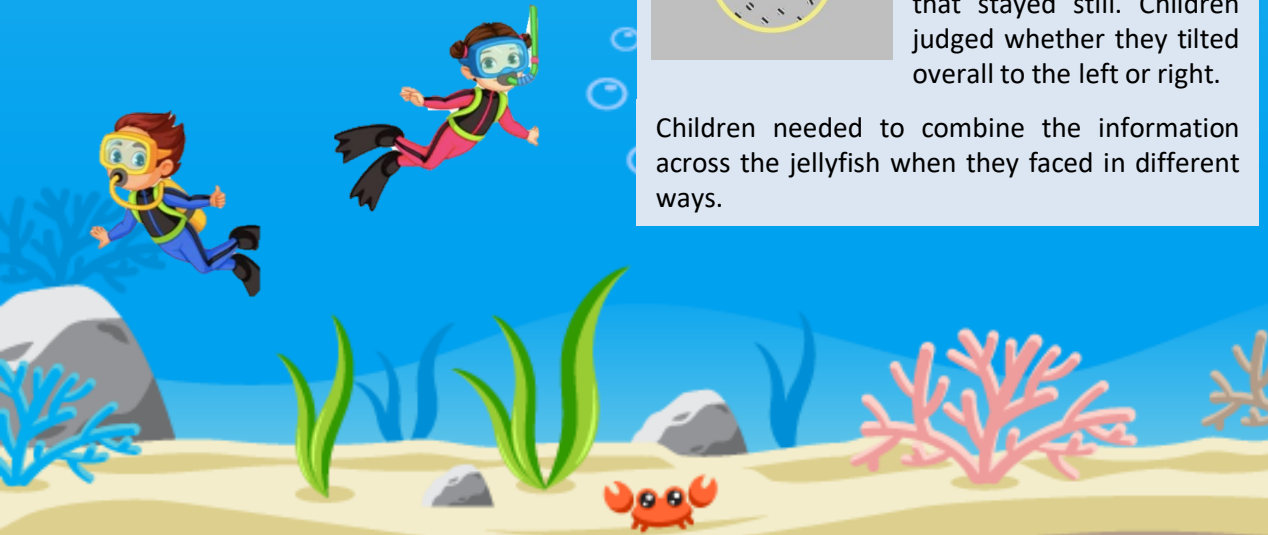 that stayed still. Children
judged whether they tilted
overall to the left or right.
Children needed to combine the information
across the jellyfish when they faced in different
ways.